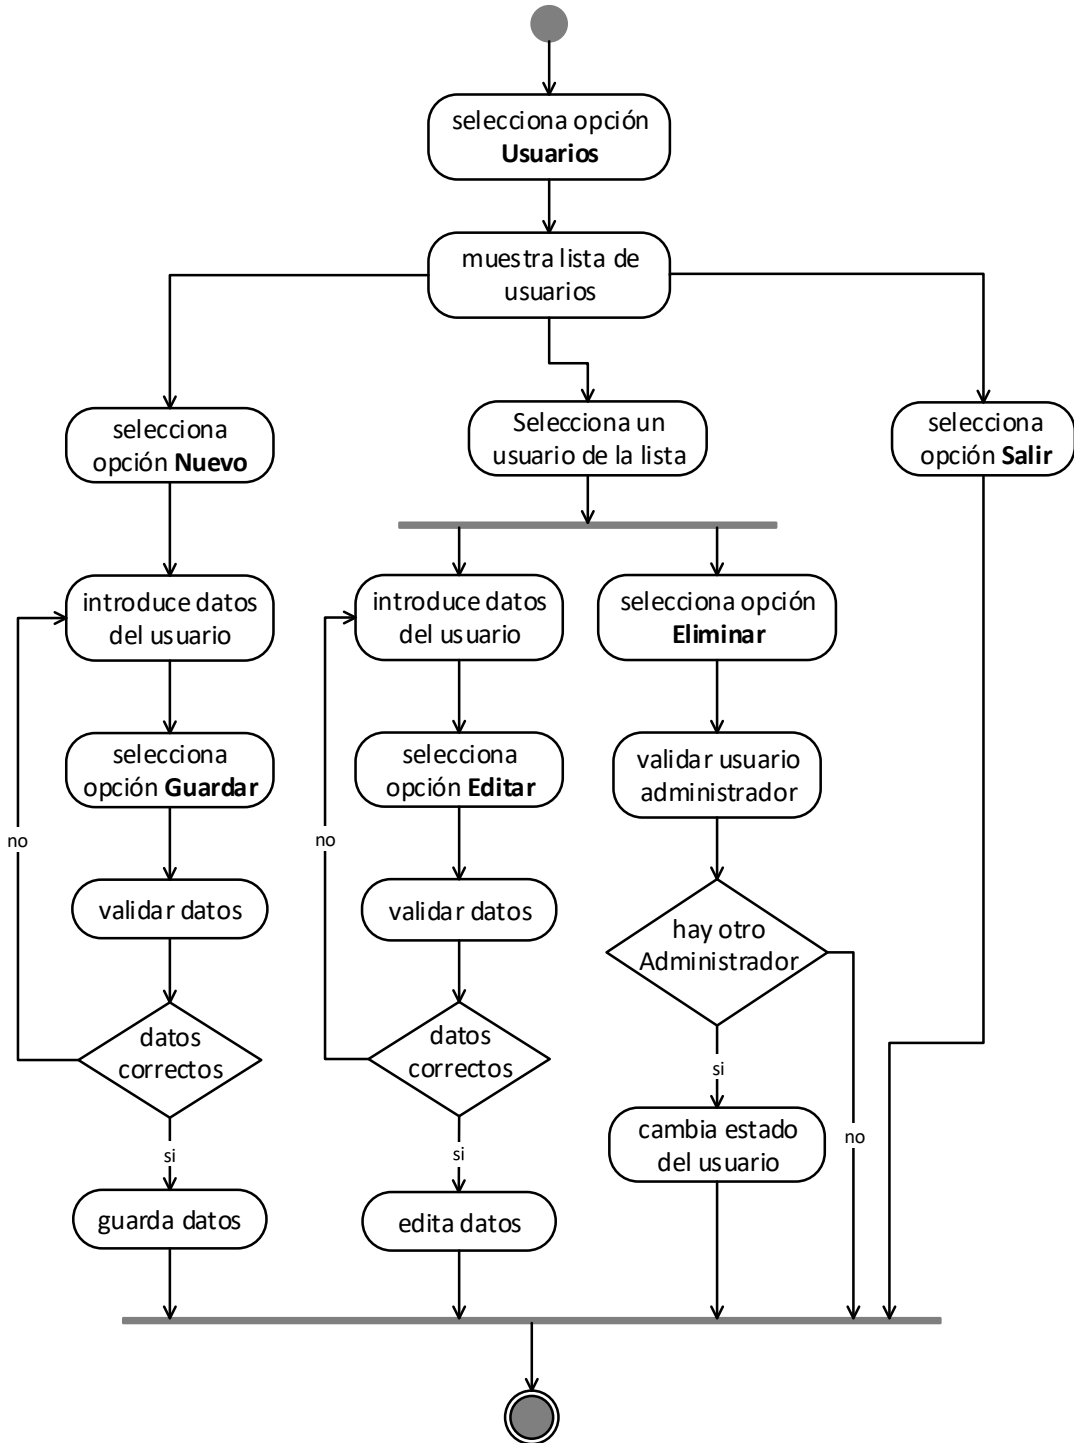 selecciona opción
Usuarios
muestra lista de
usuarios
selecciona
opción Nuevo
Selecciona un
usuario de la lista
selecciona
opción Salir
introduce datos
del usuario
introduce datos
del usuario
selecciona opción
Eliminar
selecciona
opción Guardar
selecciona
opción Editar
validar usuario
administrador
no
no
validar datos
validar datos
hay otro
Administrador
datos
correctos
datos
correctos
si
si
si
cambia estado
del usuario
no
guarda datos
edita datos